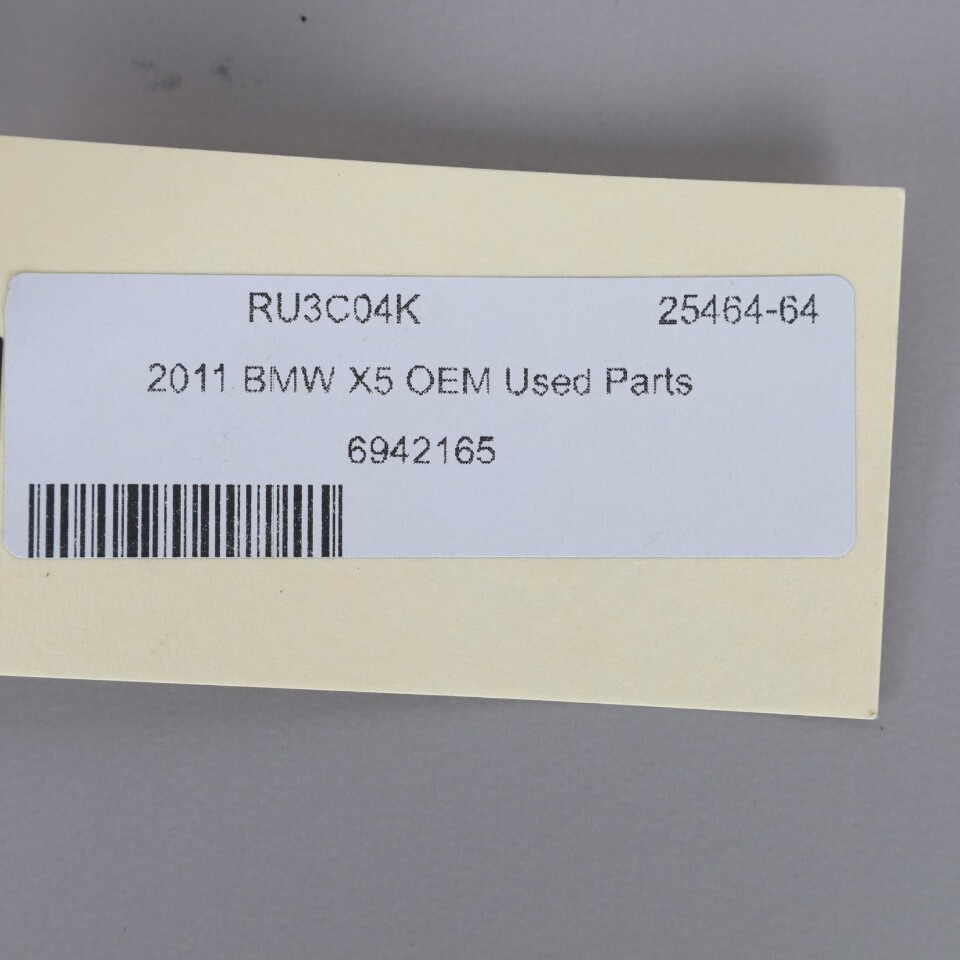 RU3C04K 25464-64
2011 BMW X5 OEM Used Parts
6942165